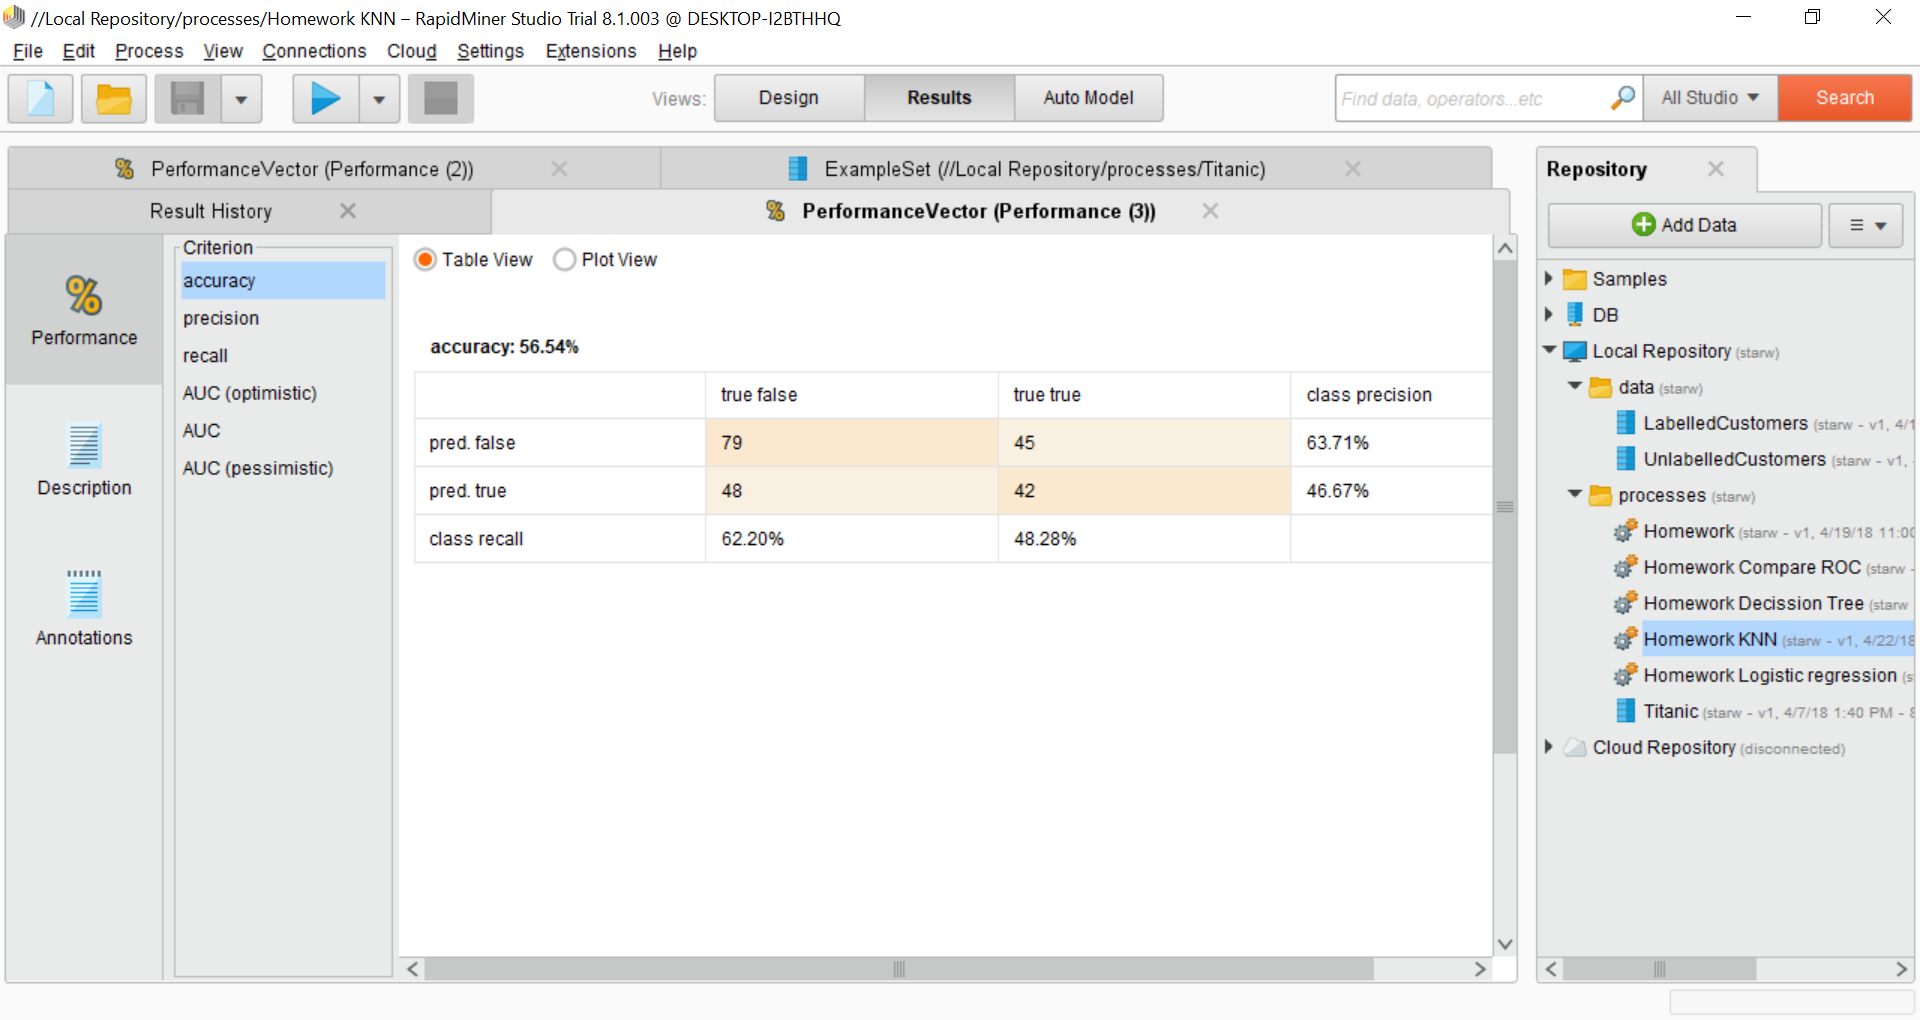 //Local Repository/processes/Homework KNN – RapidMiner Studio Trial 8.1.003 @ DESKTOP-I2BTHHQ
File Edit Process View Connections Cloud Settings Extensions Help
Views: Design Results Auto Model Find data, operators...etc All Studio Search
PerformanceVector (Performance (2)) ExampleSet (//Local Repository/processes/Titanic)
Result History PerformanceVector (Performance (3))
Performance
Description
Annotations
Criterion
accuracy
precision
recall
AUC (optimistic)
AUC
AUC (pessimistic)
Table View Plot View
accuracy: 56.54%
true false true true class precision
pred. false 79 45 63.71%
pred. true 48 42 46.67%
class recall 62.20% 48.28%
Repository
Add Data
Samples
DB
Local Repository (starw)
data (starw)
LabelledCustomers (starw - v1, 4/1
UnlabelledCustomers (starw - v1,
processes (starw)
Homework (starw - v1, 4/19/18 11:00
Homework Compare ROC (starw -
Homework Decission Tree (starw
Homework KNN (starw - v1, 4/22/18
Homework Logistic regression (s
Titanic (starw - v1, 4/7/18 1:40 PM - 8
Cloud Repository (disconnected)